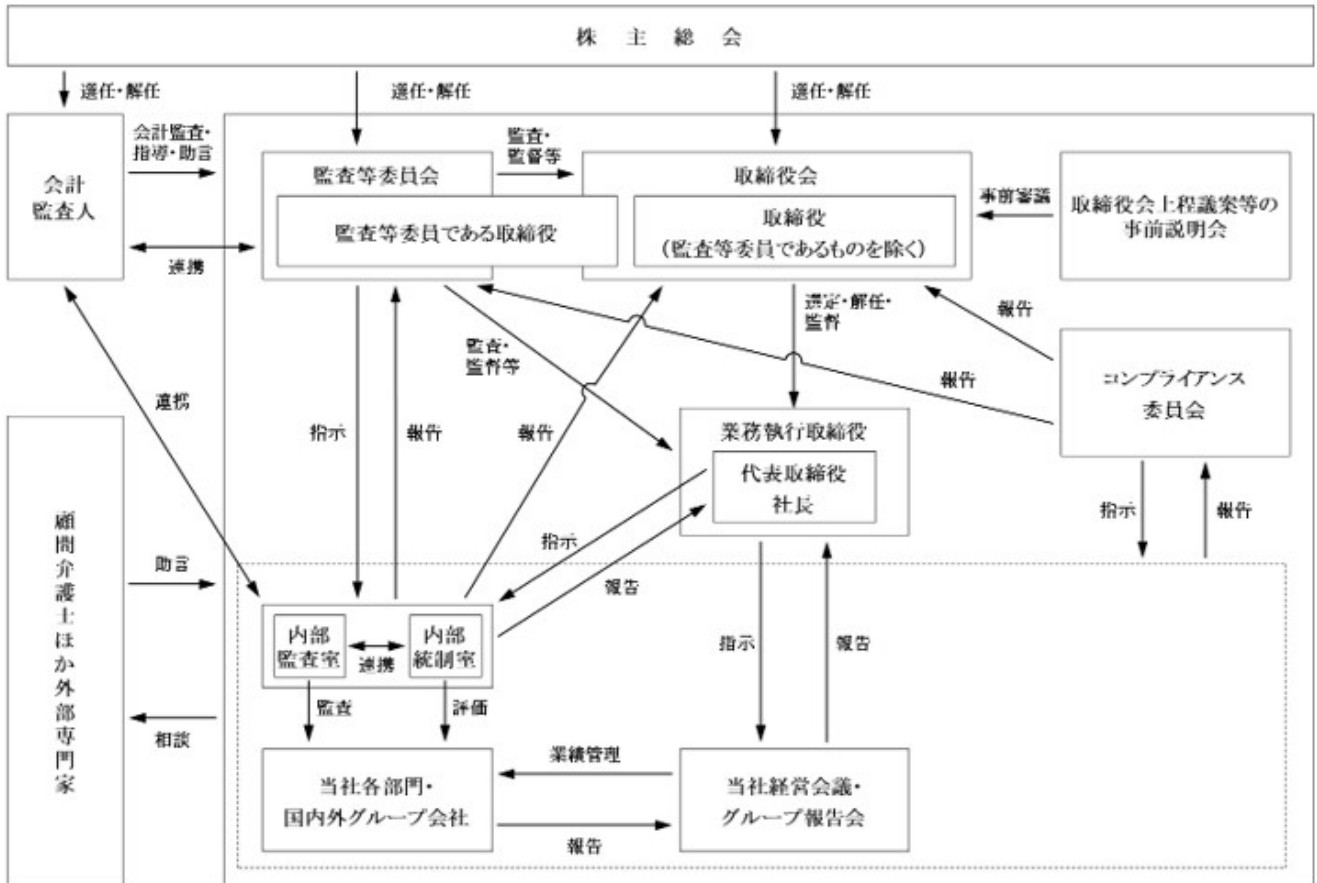 株主総会
選任・解任
選任・解任
選任・解任
会計
監査人
会計監査・
指導・助言
監査等委員会
監査等委員である取締役
監査・
監督等
取締役会
取締役
（監査等委員であるものを除く）
事前審議
取締役会上程議案等の
事前説明会
連携
連携
指示
報告
監査・
監督等
報告
選定・解任・
監督
報告
報告
コンプライアンス
委員会
指示
報告
業務執行取締役
代表取締役
社長
指示
報告
顧問弁護士ほか外部専門家
助言
相談
内部
監査室
連携
内部
統制室
監査
評価
指示
報告
当社各部門・
国内外グループ会社
業績管理
報告
当社経営会議・
グループ報告会